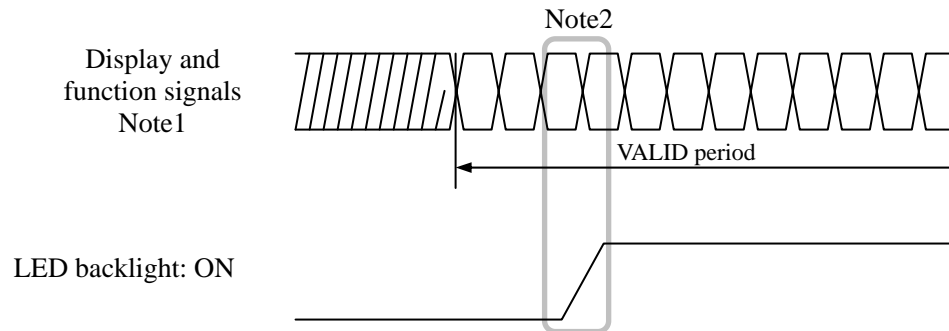 Note2
Display and
function signals
Note1
VALID period
LED backlight: ON